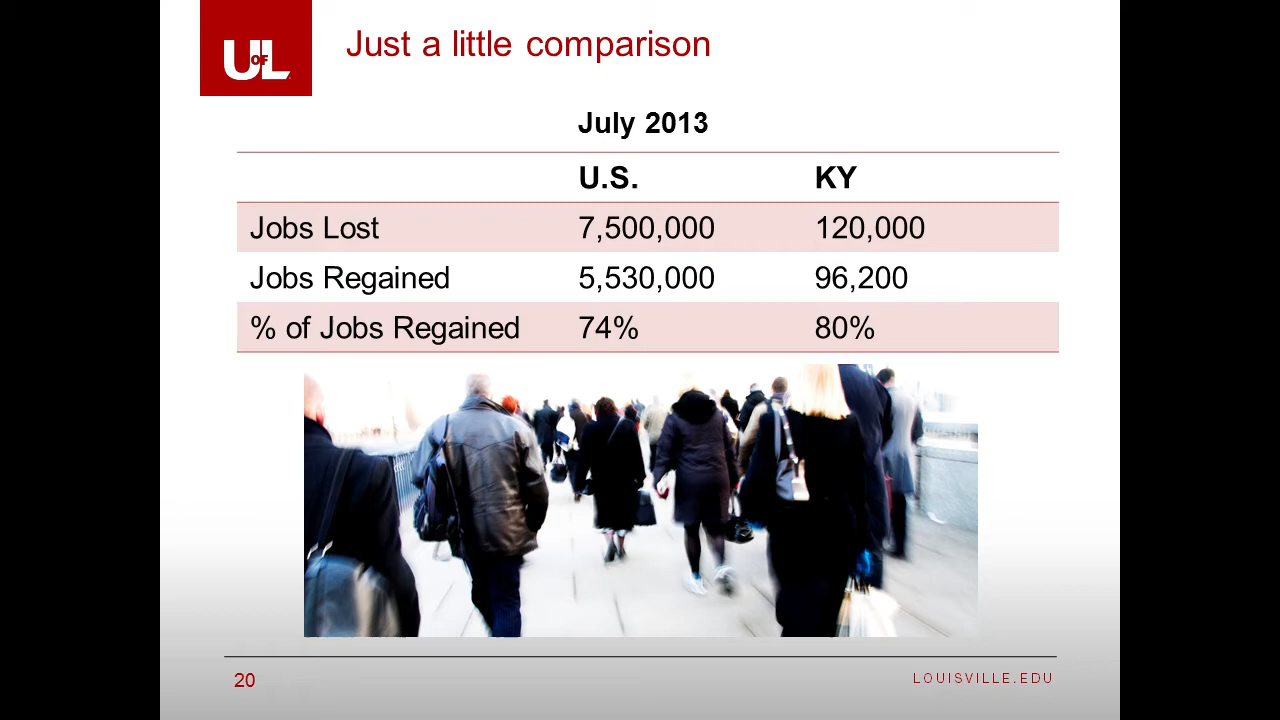 U OF L
Just a little comparison
July 2013
U.S. KY
Jobs Lost 7,500,000 120,000
Jobs Regained 5,530,000 96,200
% of Jobs Regained 74% 80%
20 LOUISVILLE.EDU